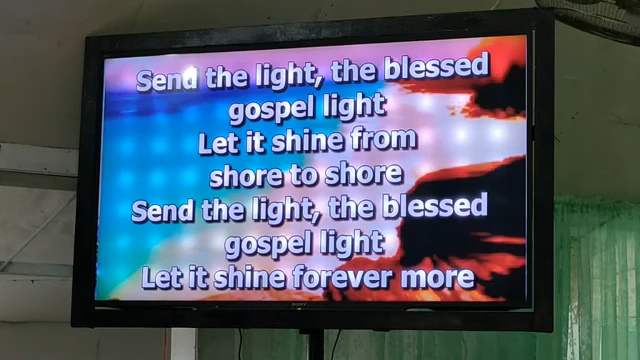 Send the light, the blessed
gospel light
Let it shine from
shore to shore
Send the light, the blessed
gospel light
Let it shine forever more
SONY